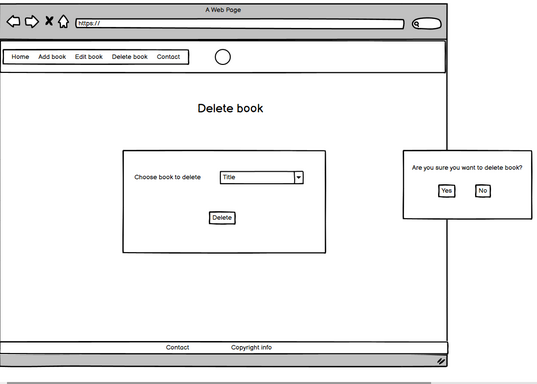 A Web Page
https://
Home Add book Edit book Delete book Contact
Delete book
Choose book to delete Title
Delete
Are you sure you want to delete book?
Yes No
Contact Copyright info